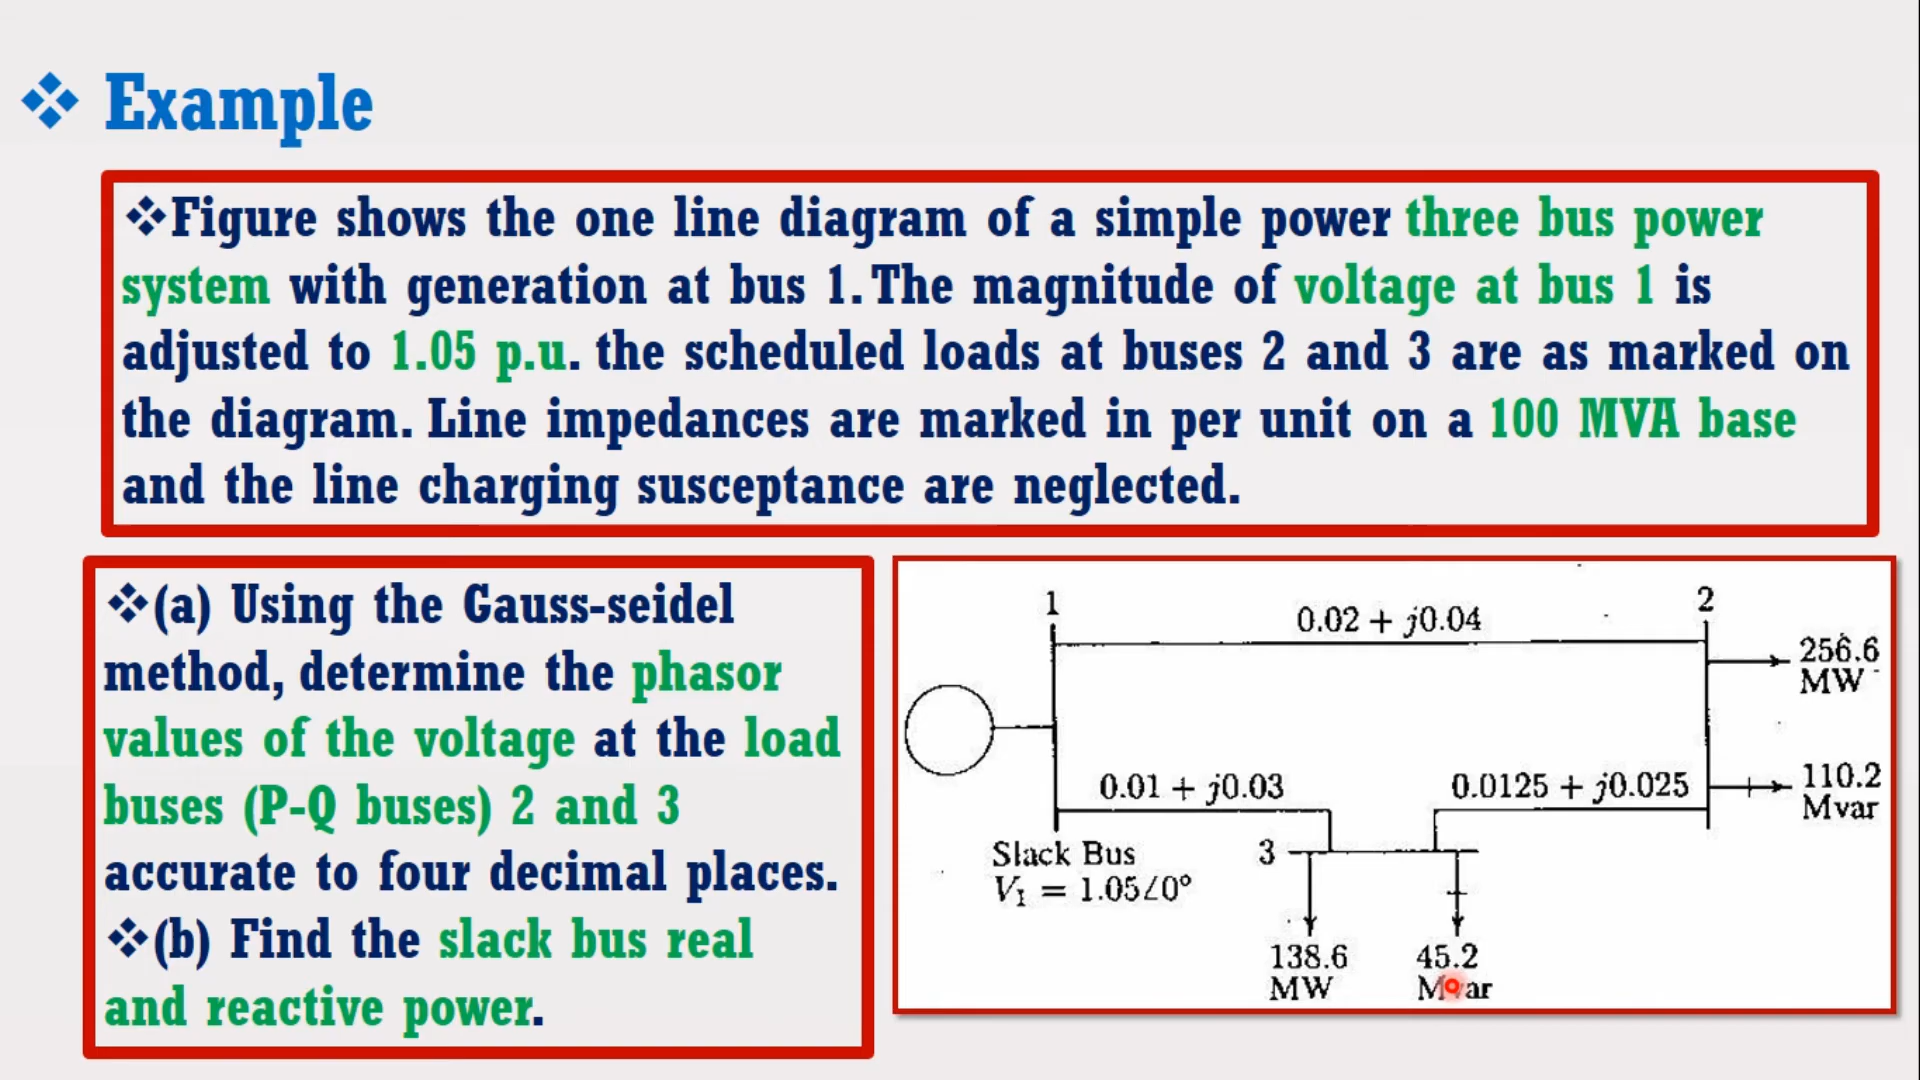 ❖ Example
❖Figure shows the one line diagram of a simple power three bus power
system with generation at bus 1. The magnitude of voltage at bus 1 is
adjusted to 1.05 p.u. the scheduled loads at buses 2 and 3 are as marked on
the diagram. Line impedances are marked in per unit on a 100 MVA base
and the line charging susceptance are neglected.
❖(a) Using the Gauss-seidel
method, determine the phasor
values of the voltage at the load
buses (P-Q buses) 2 and 3
accurate to four decimal places.
❖(b) Find the slack bus real
and reactive power.
1
0.02 + j0.04
2
256.6
MW
0.01 + j0.03
0.0125 + j0.025
110.2
Mvar
Slack Bus
V1 = 1.05∠0°
3
138.6
MW
45.2
Mvar